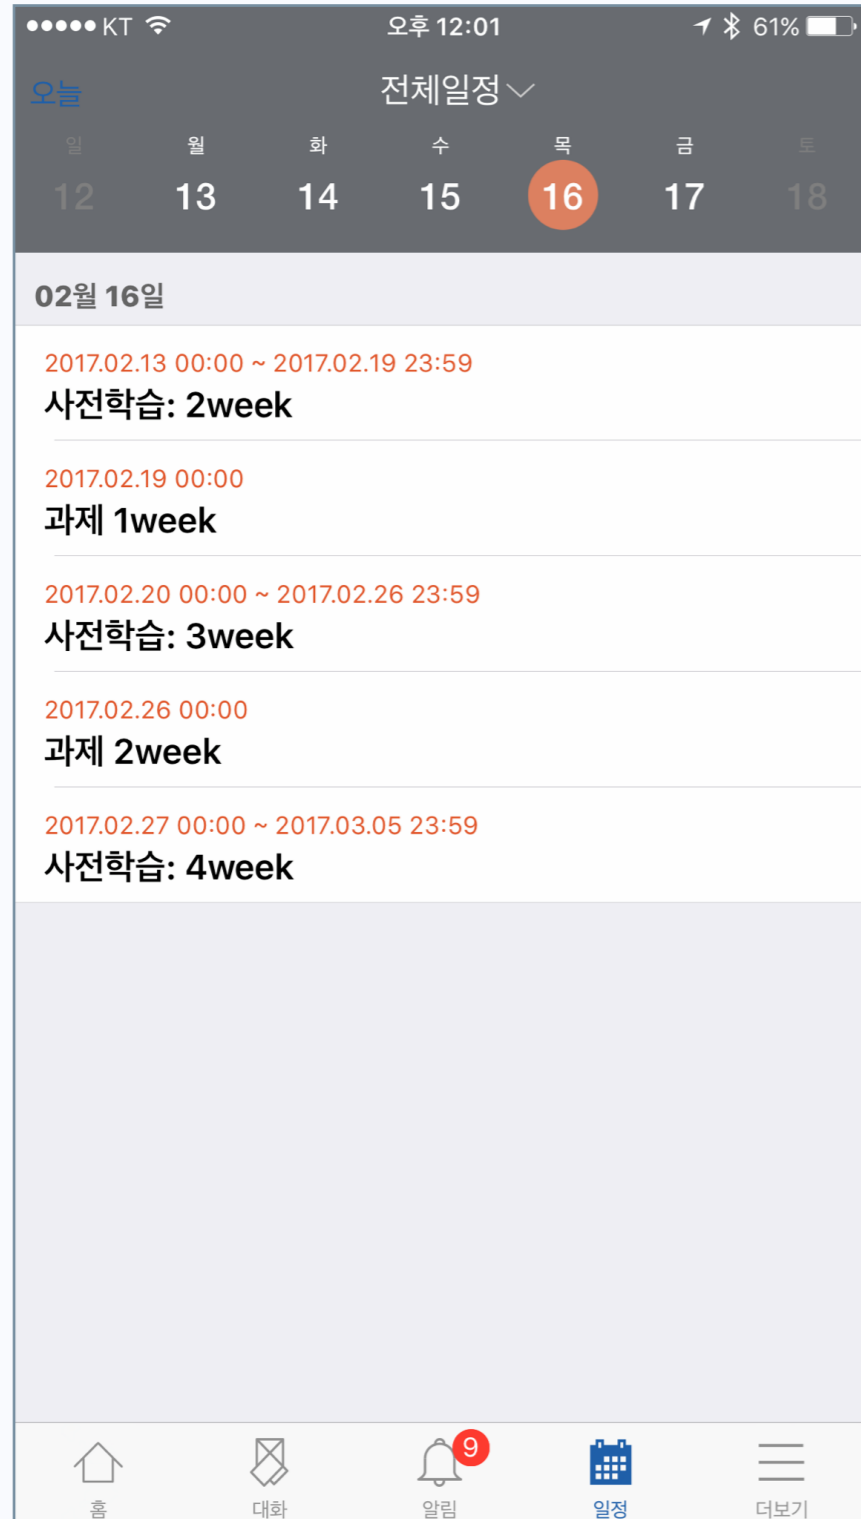 KT 오후 12:01 61%
오늘 전체일정
일 월 화 수 목 금 토
12 13 14 15 16 17 18
02월 16일
2017.02.13 00:00 ~ 2017.02.19 23:59
사전학습: 2week
2017.02.19 00:00
과제 1week
2017.02.20 00:00 ~ 2017.02.26 23:59
사전학습: 3week
2017.02.26 00:00
과제 2week
2017.02.27 00:00 ~ 2017.03.05 23:59
사전학습: 4week
9
홈 대화 알림 일정 더보기